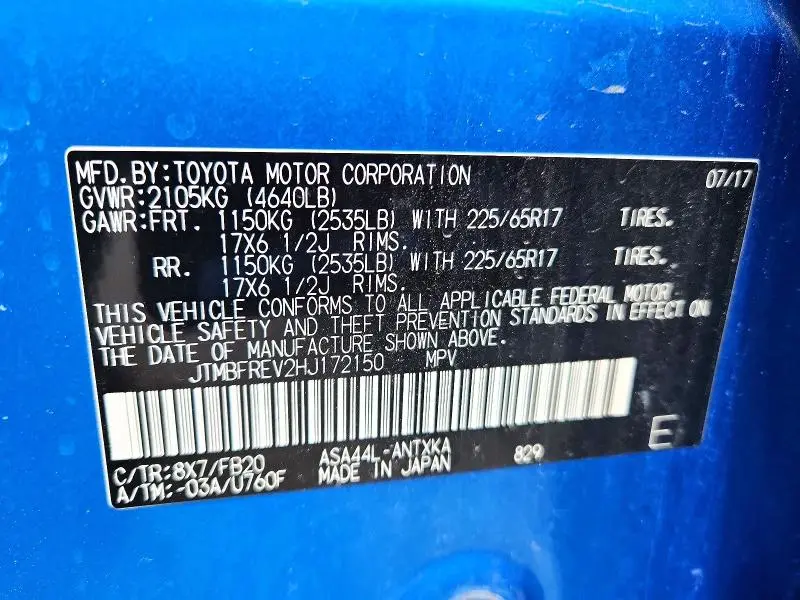 MFD.BY:TOYOTA MOTOR CORPORATION 07/17
GVWR:2105KG (4640LB)
GAWR:FRT. 1150KG (2535LB) WITH 225/65R17 TIRES.
17X6 1/2J RIMS.
RR. 1150KG (2535LB) WITH 225/65R17 TIRES.
17X6 1/2J RIMS.
THIS VEHICLE CONFORMS TO ALL APPLICABLE FEDERAL MOTOR
VEHICLE SAFETY AND THEFT PREVENTION STANDARDS IN EFFECT ON
THE DATE OF MANUFACTURE SHOWN ABOVE.
JTMBFREV2HJ172150 MPV
E
C/TR:8X7/FB20 ASA44L-ANTXKA 829
A/TM:-03A/U760F MADE IN JAPAN